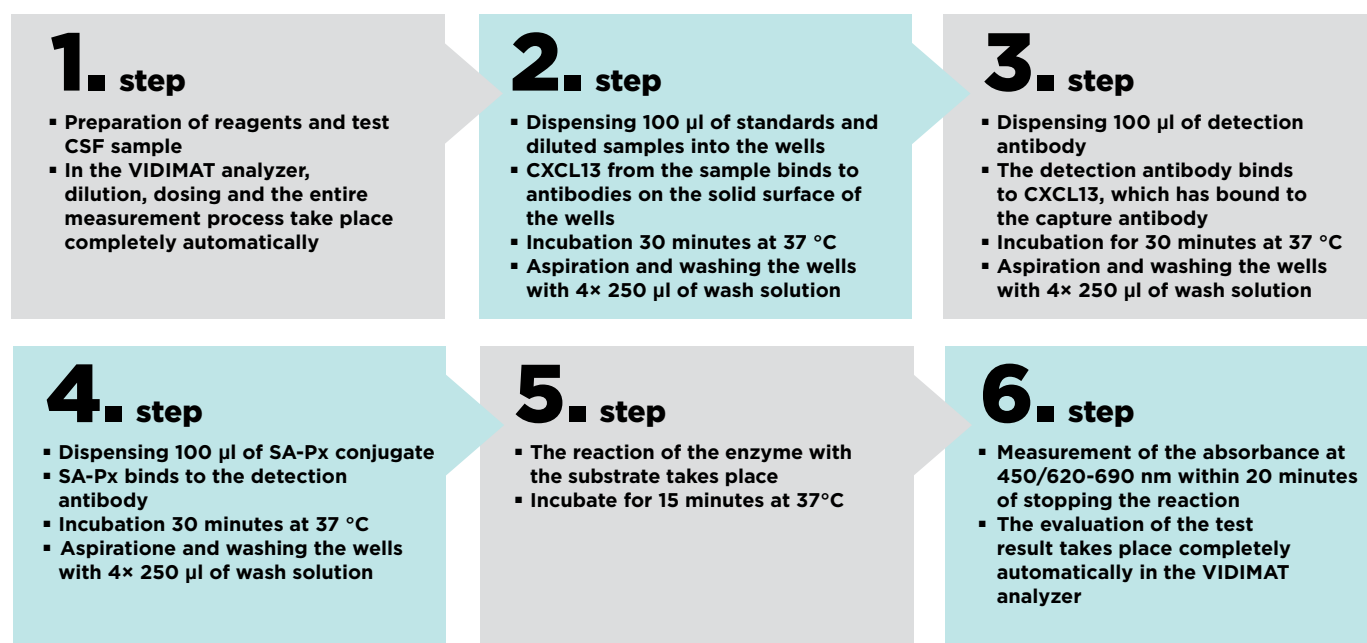 1. step
▪ Preparation of reagents and test
CSF sample
▪ In the VIDIMAT analyzer,
dilution, dosing and the entire
measurement process take place
completely automatically
2. step
▪ Dispensing 100 µl of standards and
diluted samples into the wells
▪ CXCL13 from the sample binds to
antibodies on the solid surface of
the wells
▪ Incubation 30 minutes at 37 °C
▪ Aspiration and washing the wells
with 4× 250 µl of wash solution
3. step
▪ Dispensing 100 µl of detection
antibody
▪ The detection antibody binds
to CXCL13, which has bound to
the capture antibody
▪ Incubation for 30 minutes at 37 °C
▪ Aspiration and washing the wells
with 4× 250 µl of wash solution
4. step
▪ Dispensing 100 µl of SA-Px conjugate
▪ SA-Px binds to the detection
antibody
▪ Incubation 30 minutes at 37 °C
▪ Aspiratione and washing the wells
with 4× 250 µl of wash solution
5. step
▪ The reaction of the enzyme with
the substrate takes place
▪ Incubate for 15 minutes at 37°C
6. step
▪ Measurement of the absorbance at
450/620-690 nm within 20 minutes
of stopping the reaction
▪ The evaluation of the test
result takes place completely
automatically in the VIDIMAT
analyzer